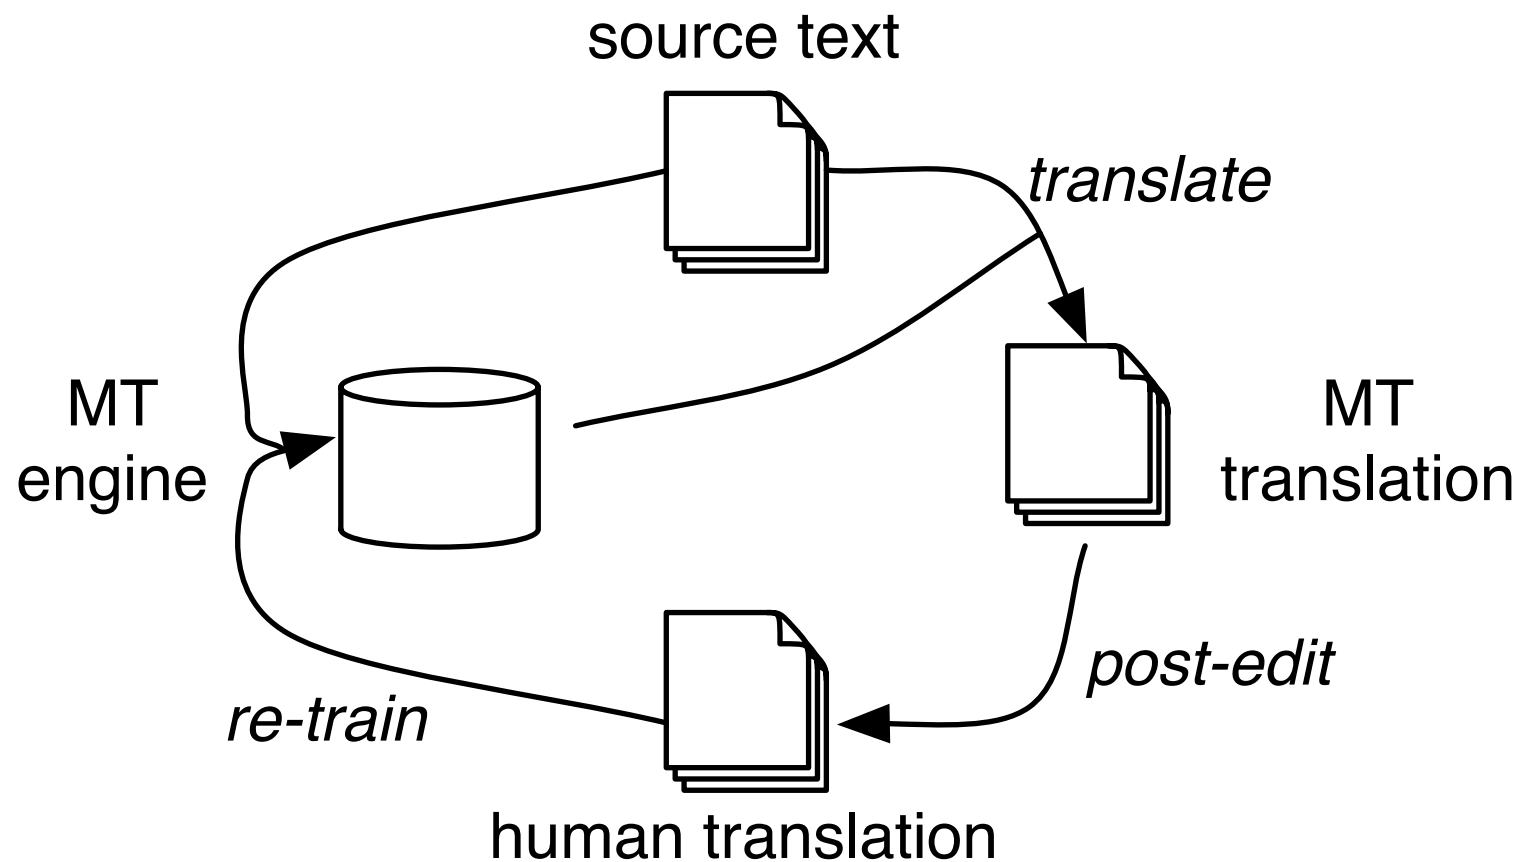 source text
translate
MT
engine
MT
translation
post-edit
re-train
human translation